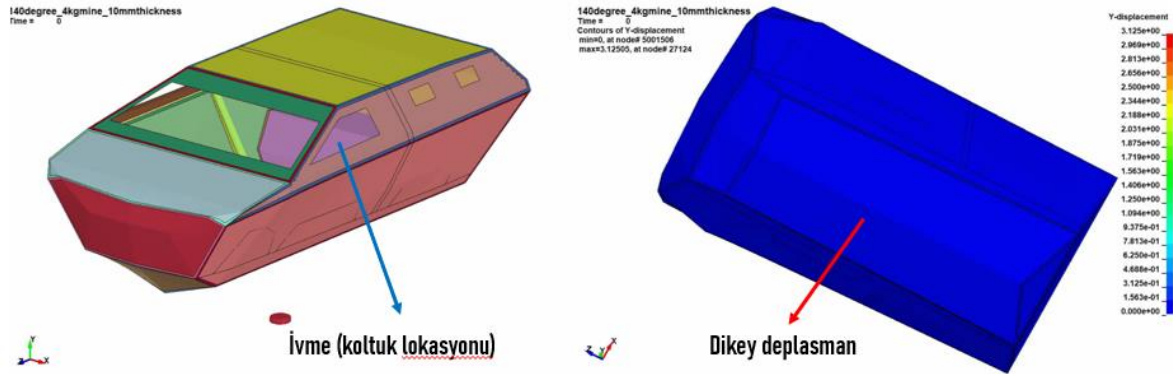 140degree_4kgmine_10mmthickness
Time = 0
İvme (koltuk lokasyonu)
Y
Z X
140degree_4kgmine_10mmthickness
Time = 0
Contours of Y-displacement
min=0, at node# 5001506
max=3.12505, at node# 27124
Dikey deplasman
Z Y X
Y-displacement
3.125e+00
2.969e+00
2.813e+00
2.656e+00
2.500e+00
2.344e+00
2.188e+00
2.031e+00
1.875e+00
1.719e+00
1.563e+00
1.406e+00
1.250e+00
1.094e+00
9.375e-01
7.813e-01
6.250e-01
4.688e-01
3.125e-01
1.563e-01
0.000e+00